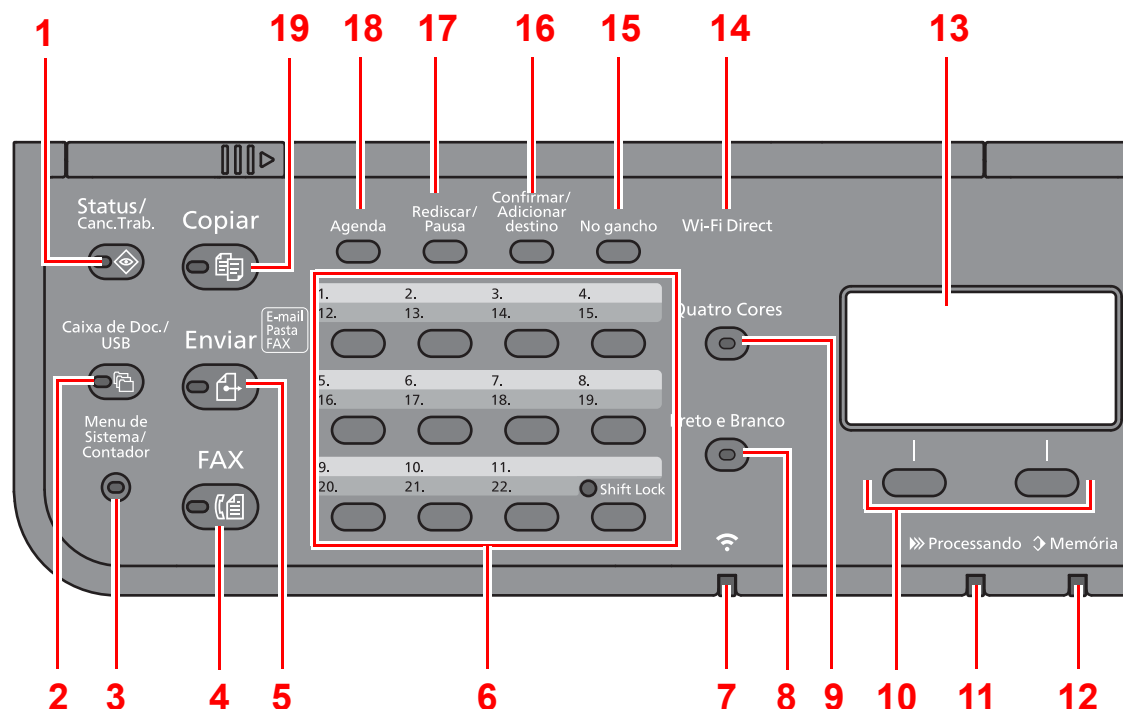 1 19 18 17 16 15 14 13
Status/
Canc.Trab.
Copiar
Agenda
Rediscar/
Pausa
Confirmar/
Adicionar
destino
No gancho
Wi-Fi Direct
1. 2. 3. 4.
12. 13. 14. 15.
Caixa de Doc./
USB
Enviar
E-mail
Pasta
FAX
Quatro Cores
5. 6. 7. 8.
16. 17. 18. 19.
Menu de
Sistema/
Contador
FAX
Preto e Branco
9. 10. 11.
20. 21. 22. Shift Lock
Processando Memória
2 3 4 5 6 7 8 9 10 11 12